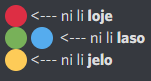 <--- ni li loje
<--- ni li laso
<--- ni li jelo